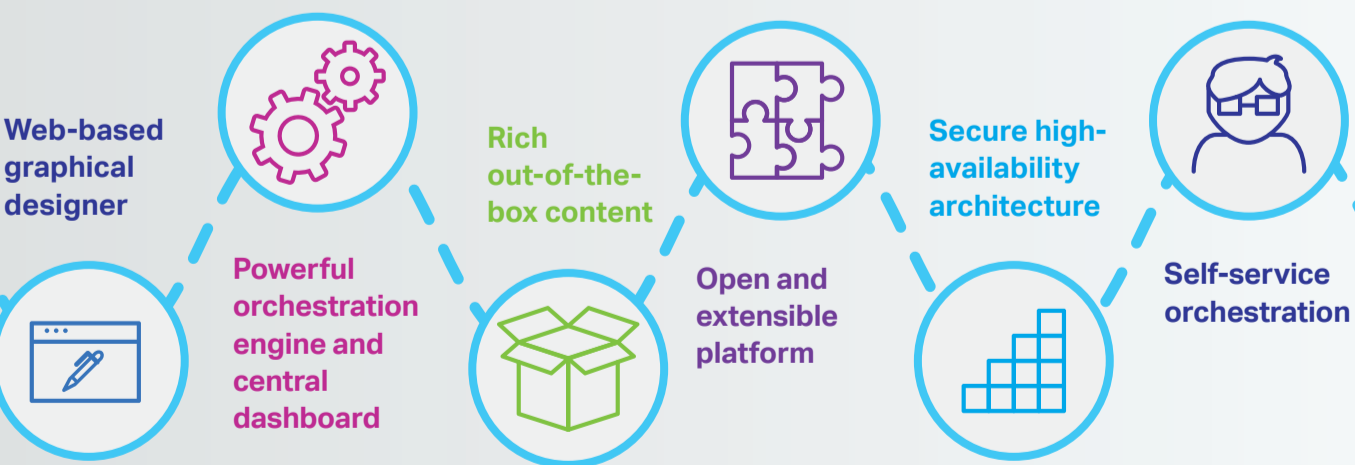 Web-based
graphical
designer
Powerful
orchestration
engine and
central
dashboard
Rich
out-of-the-
box content
Open and
extensible
platform
Secure high-
availability
architecture
Self-service
orchestration